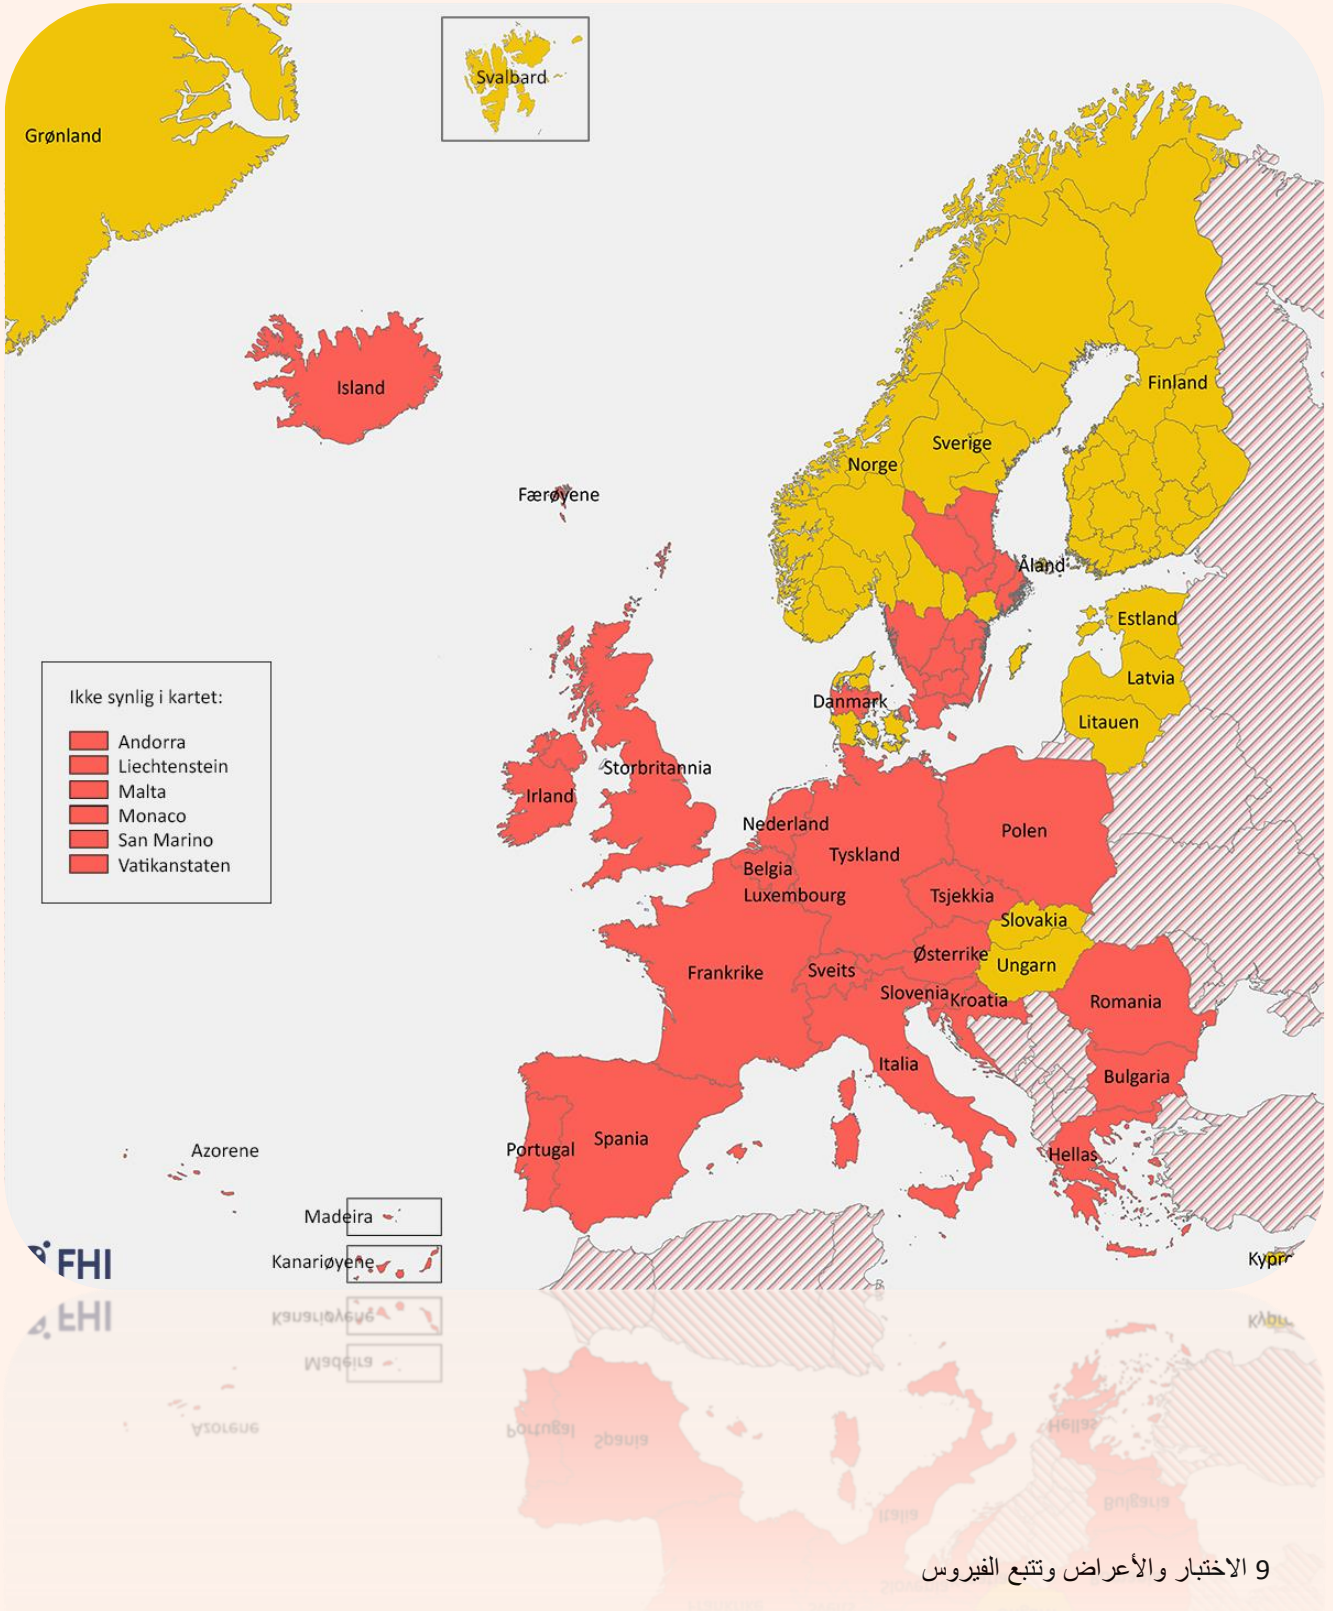 Svalbard
Grønland
Finland
Island
Sverige
Norge
Færøyene
Åland
Estland
Latvia
Ikke synlig i kartet:
Danmark
Litauen
Andorra
Liechtenstein
Malta
Monaco
San Marino
Vatikanstaten
Storbritannia
Irland
Nederland
Polen
Tyskland
Belgia
Luxembourg
Tsjekkia
Slovakia
Østerrike
Ungarn
Frankrike
Sveits
Slovenia
Kroatia
Romania
Italia
Bulgaria
Spania
Portugal
Hellas
Azorene
Madeira
Kanariøyene
FHI
Kypr
9 الاختبار والأعراض وتتبع الفيروس